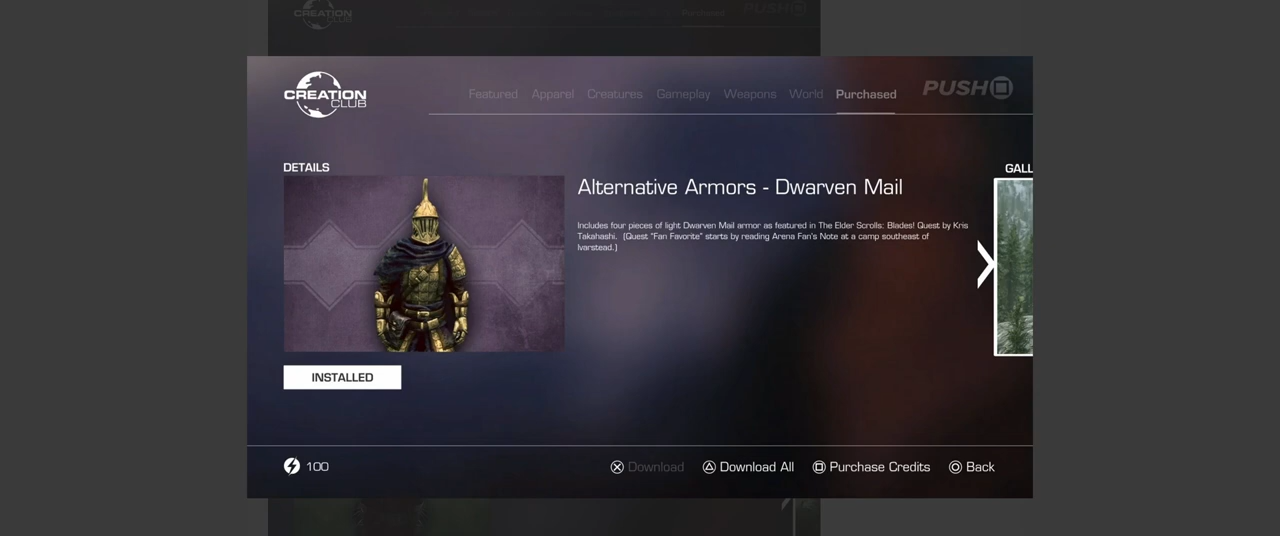 CREATION
CLUB
Featured Apparel Creatures Gameplay Weapons World Purchased
PUSH
DETAILS
GALL
Alternative Armors - Dwarven Mail
Includes four pieces of light Dwarven Mail armor as featured in The Elder Scrolls: Blades! Quest by Kris
Takahashi. (Quest "Fan Favorite" starts by reading Arena Fan's Note at a camp southeast of
Ivarstead.)
INSTALLED
100
Download Download All Purchase Credits Back